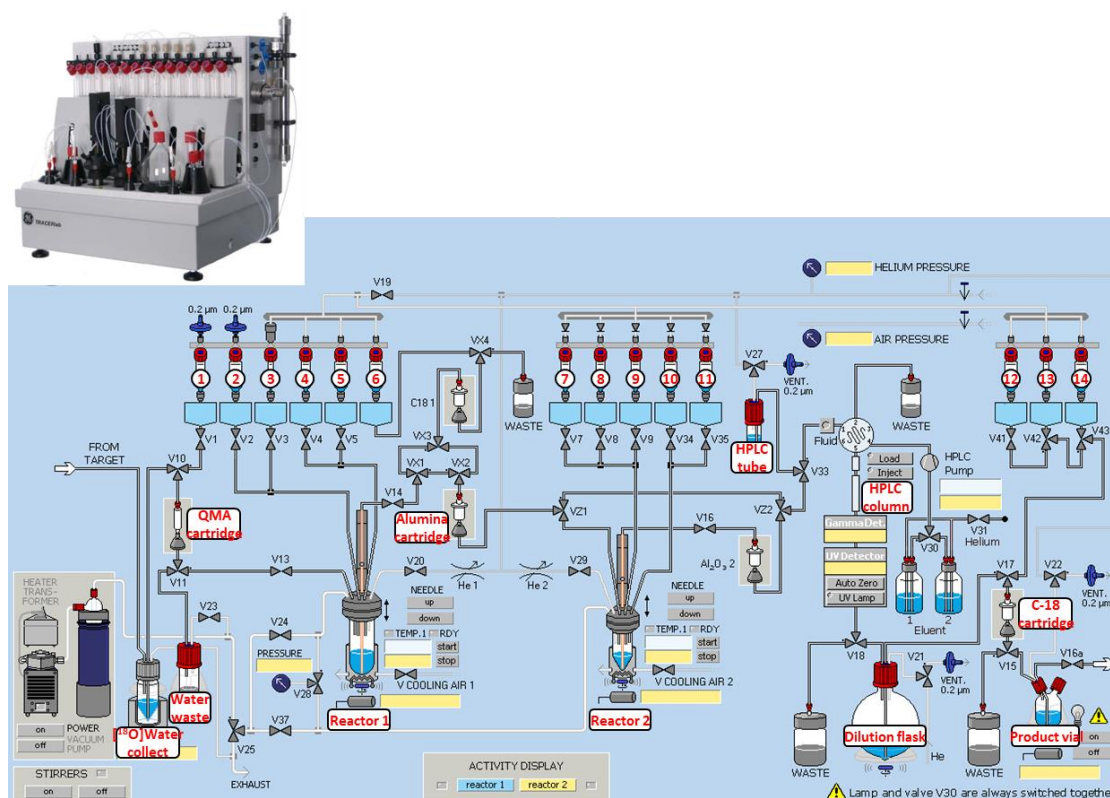 TRACERlab
V19
HELIUM PRESSURE
0.2 µm
0.2 µm
AIR PRESSURE
VX4
V27
VENT.
0.2 µm
1
2
3
4
5
6
7
8
9
10
11
12
13
14
C18 1
WASTE
WASTE
FROM
TARGET
V1
V2
V3
V4
V5
V7
V8
V9
V34
V35
V41
V42
V43
HPLC
tube
Fluid
Load
Inject
HPLC
Pump
V10
VX3
VX1
VX2
V14
V33
HPLC
column
QMA
cartridge
Alumina
cartridge
VZ1
VZ2
V16
Gamma Det.
V31
Helium
V30
UV Detector
Auto Zero
UV Lamp
1
2
Eluent
V11
V13
V20
He 1
He 2
V29
Al₂O₃ 2
V17
V22
VENT.
0.2 µm
C-18
cartridge
HEATER
TRANS-
FORMER
V23
V24
NEEDLE
up
down
NEEDLE
up
down
TEMP.1
RDY
start
stop
TEMP.1
RDY
start
stop
PRESSURE
V28
V COOLING AIR 1
V COOLING AIR 2
V18
V21
VENT.
0.2 µm
V15
V16a
Water
waste
[¹⁸O]Water
collect
Reactor 1
Reactor 2
Dilution flask
Product vial
on
off
POWER
VACUUM
PUMP
V25
V37
EXHAUST
He
on
off
WASTE
WASTE
STIRRERS
on
off
ACTIVITY DISPLAY
reactor 1
reactor 2
Lamp and valve V30 are always switched together